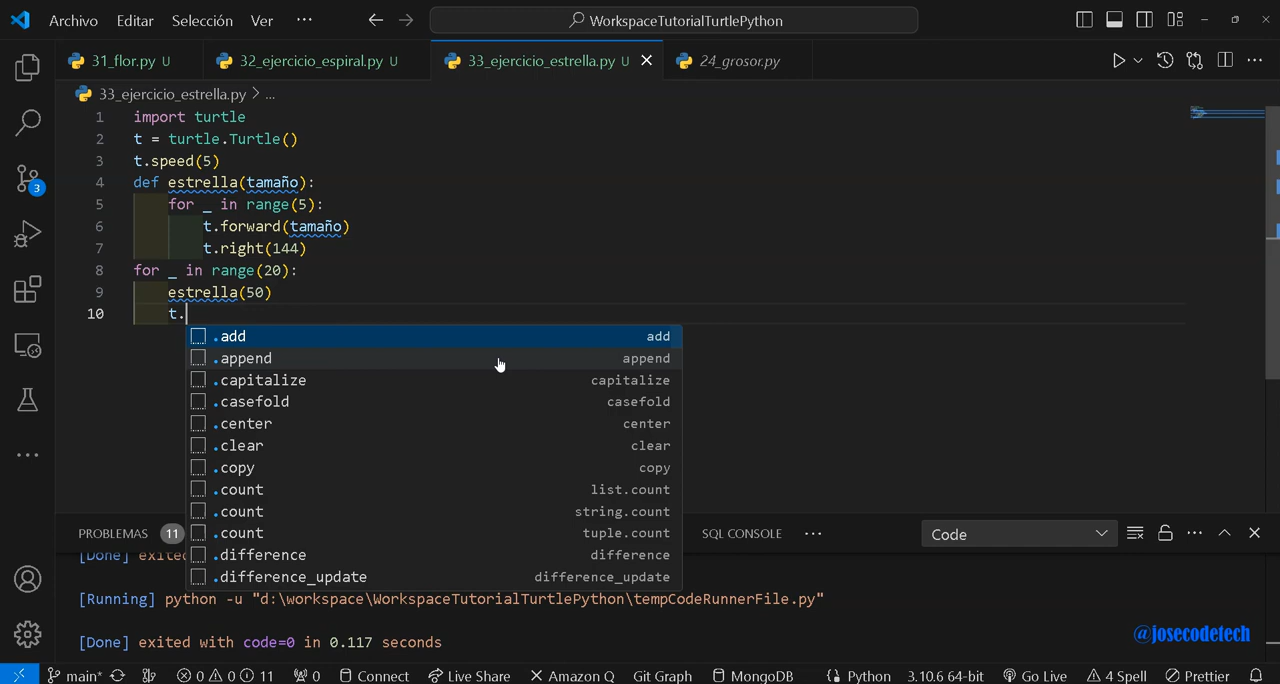 Archivo Editar Selección Ver ··· WorkspaceTutorialTurtlePython
31_flor.py U 32_ejercicio_espiral.py U 33_ejercicio_estrella.py U 24_grosor.py
33_ejercicio_estrella.py > ...
1 import turtle
2 t = turtle.Turtle()
3 t.speed(5)
4 def estrella(tamaño):
5 for _ in range(5):
6 t.forward(tamaño)
7 t.right(144)
8 for _ in range(20):
9 estrella(50)
10 t.
.add add
.append append
.capitalize capitalize
.casefold casefold
.center center
.clear clear
.copy copy
.count list.count
.count string.count
.count tuple.count
.difference difference
.difference_update difference_update
3
PROBLEMAS 11 SQL CONSOLE ··· Code
[Done] exited
[Running] python -u "d:\workspace\WorkspaceTutorialTurtlePython\tempCodeRunnerFile.py"
[Done] exited with code=0 in 0.117 seconds
@josecodetech
main* 0 0 11 0 Connect Live Share Amazon Q Git Graph MongoDB Python 3.10.6 64-bit Go Live 4 Spell Prettier